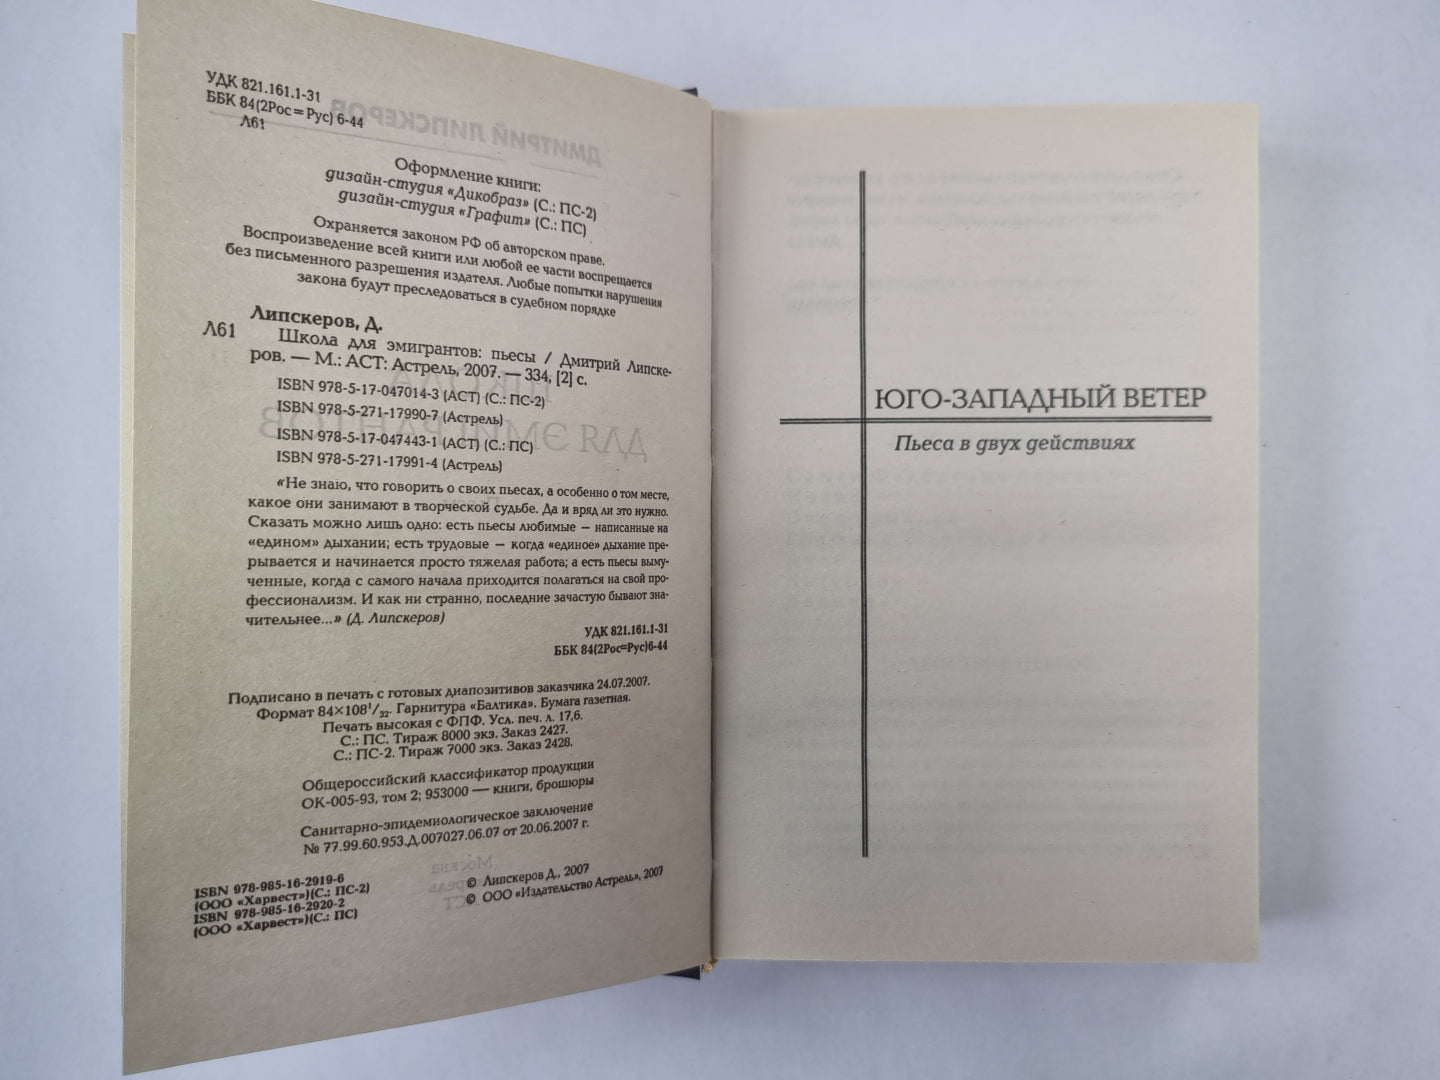 УДК 821.161.1-31
ББК 84(2Рос=Рус) 6-44
Л61
Оформление книги:
дизайн-студия «Дикобраз» (С.: ПС-2)
дизайн-студия «Графит» (С.: ПС)
Охраняется законом РФ об авторском праве.
Воспроизведение всей книги или любой ее части воспрещается
без письменного разрешения издателя. Любые попытки нарушения
закона будут преследоваться в судебном порядке
Липскеров, Д.
Л61 Школа для эмигрантов: пьесы / Дмитрий Липске-
ров. — М.: АСТ: Астрель, 2007. — 334, [2] с.
ISBN 978-5-17-047014-3 (АСТ) (С.: ПС-2)
ISBN 978-5-271-17990-7 (Астрель)
ISBN 978-5-17-047443-1 (АСТ) (С.: ПС)
ISBN 978-5-271-17991-4 (Астрель)
«Не знаю, что говорить о своих пьесах, а особенно о том месте,
какое они занимают в творческой судьбе. Да и вряд ли это нужно.
Сказать можно лишь одно: есть пьесы любимые — написанные на
«едином» дыхании; есть трудовые — когда «единое» дыхание пре-
рывается и начинается просто тяжелая работа; а есть пьесы выму-
ченные, когда с самого начала приходится полагаться на свой про-
фессионализм. И как ни странно, последние зачастую бывают зна-
чительнее...» (Д. Липскеров)
УДК 821.161.1-31
ББК 84(2Рос=Рус)6-44
Подписано в печать с готовых диапозитивов заказчика 24.07.2007.
Формат 84×108 1/32. Гарнитура «Балтика». Бумага газетная.
Печать высокая с ФПФ. Усл. печ. л. 17,6.
С.: ПС. Тираж 8000 экз. Заказ 2427.
С.: ПС-2. Тираж 7000 экз. Заказ 2428.
Общероссийский классификатор продукции
ОК-005-93, том 2; 953000 — книги, брошюры
Санитарно-эпидемиологическое заключение
№ 77.99.60.953.Д.007027.06.07 от 20.06.2007 г.
ISBN 978-985-16-2919-6
(ООО «Харвест»)(С.: ПС-2)
ISBN 978-985-16-2920-2
(ООО «Харвест»)(С.: ПС)
© Липскеров Д., 2007
© ООО «Издательство Астрель», 2007
ЮГО-ЗАПАДНЫЙ ВЕТЕР
Пьеса в двух действиях